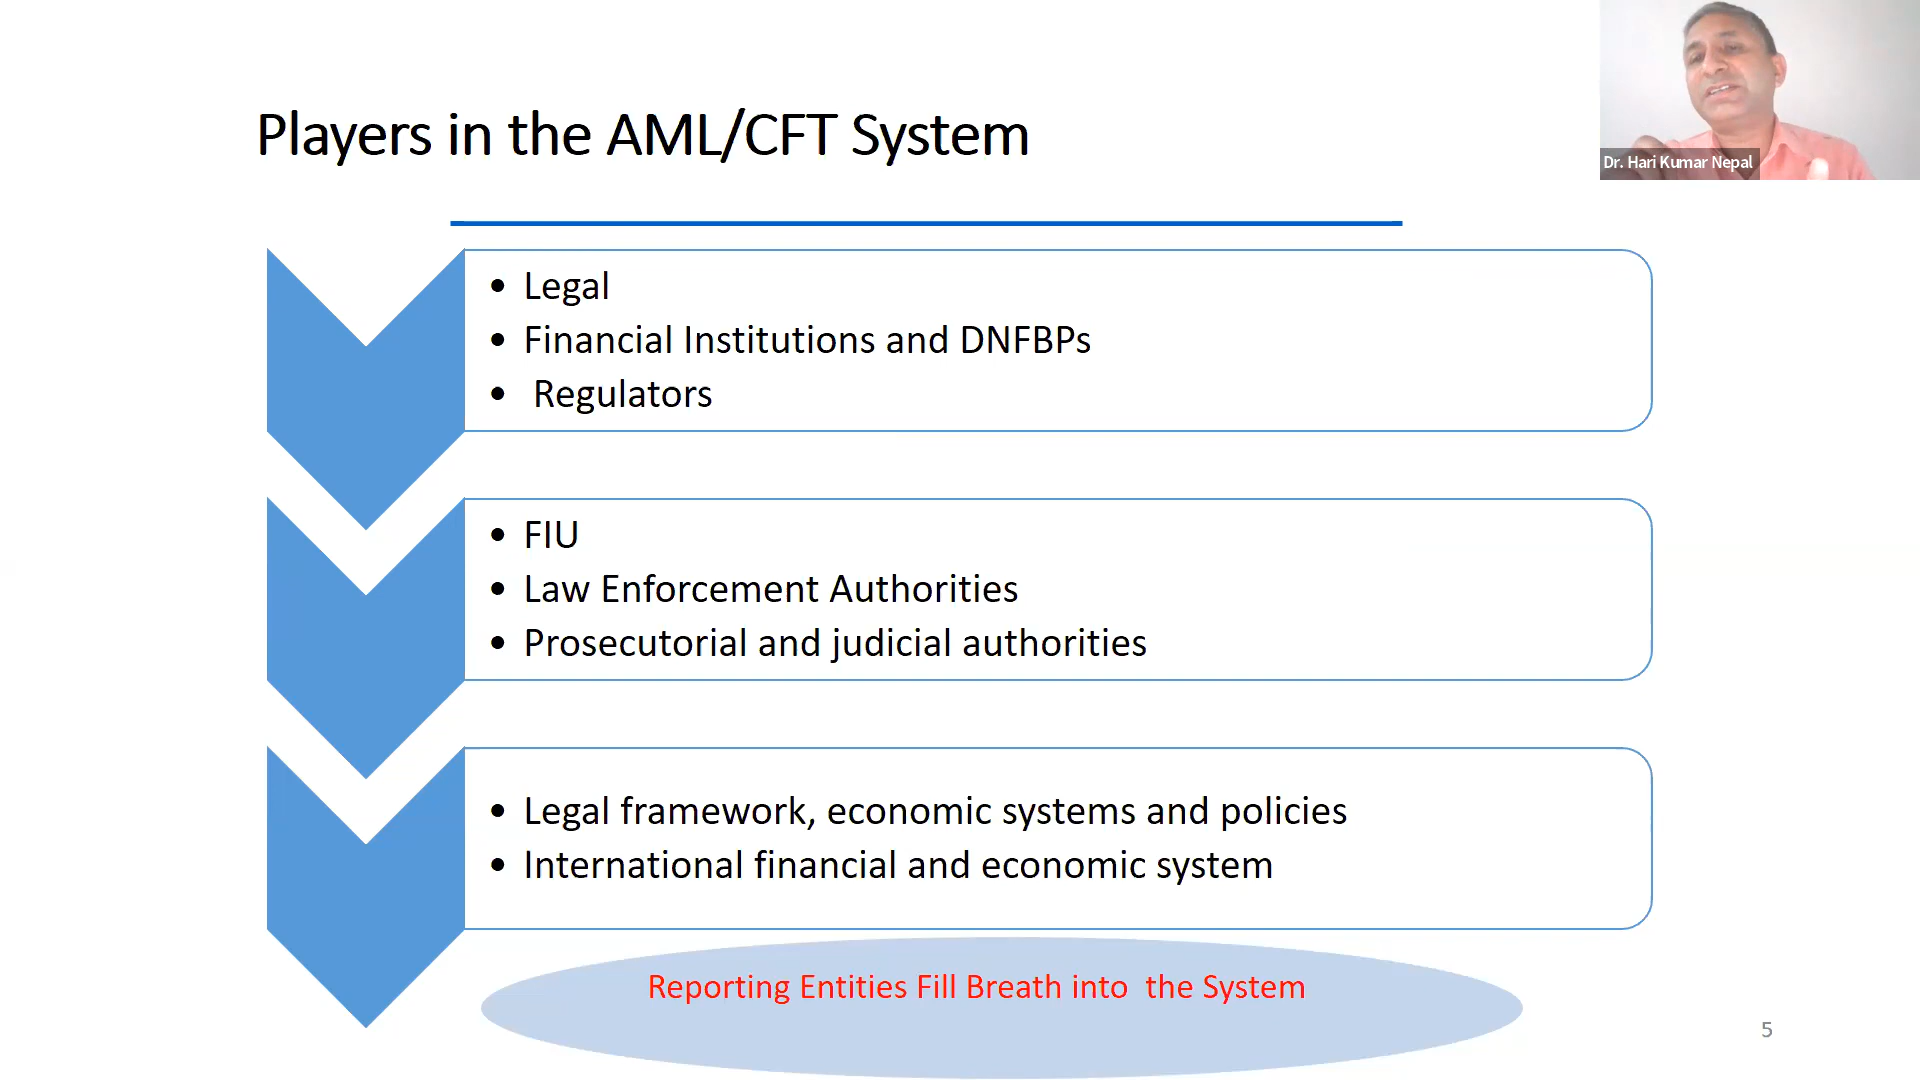 Dr. Hari Kumar Nepal
Players in the AML/CFT System
• Legal
• Financial Institutions and DNFBPs
• Regulators
• FIU
• Law Enforcement Authorities
• Prosecutorial and judicial authorities
• Legal framework, economic systems and policies
• International financial and economic system
Reporting Entities Fill Breath into the System
5